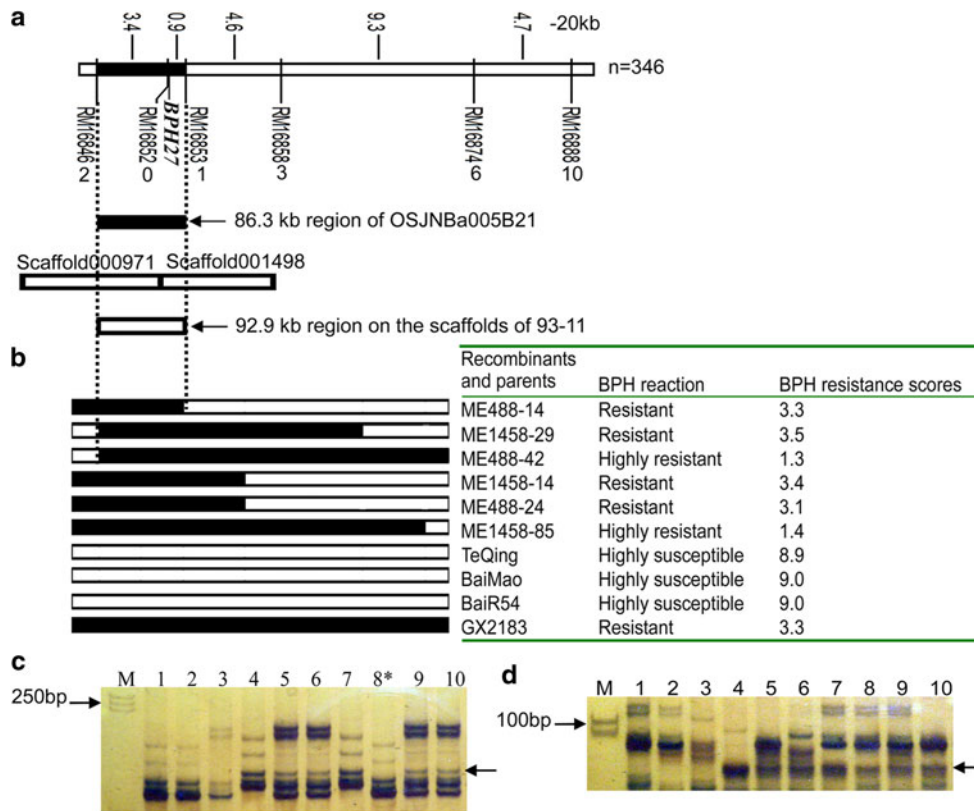 a
3.4 0.9 4.6 9.3 4.7 -20kb
n=346
RM16846 RM16852 BPH27 RM16853 RM16858 RM16874 RM16888
2 0 1 3 6 10
86.3 kb region of OSJNBa005B21
Scaffold000971 Scaffold001498
92.9 kb region on the scaffolds of 93-11
b
Recombinants and parents BPH reaction BPH resistance scores
ME488-14 Resistant 3.3
ME1458-29 Resistant 3.5
ME488-42 Highly resistant 1.3
ME1458-14 Resistant 3.4
ME488-24 Resistant 3.1
ME1458-85 Highly resistant 1.4
TeQing Highly susceptible 8.9
BaiMao Highly susceptible 9.0
BaiR54 Highly susceptible 9.0
GX2183 Resistant 3.3
c
M 1 2 3 4 5 6 7 8* 9 10
250bp
d
M 1 2 3 4 5 6 7 8 9 10
100bp